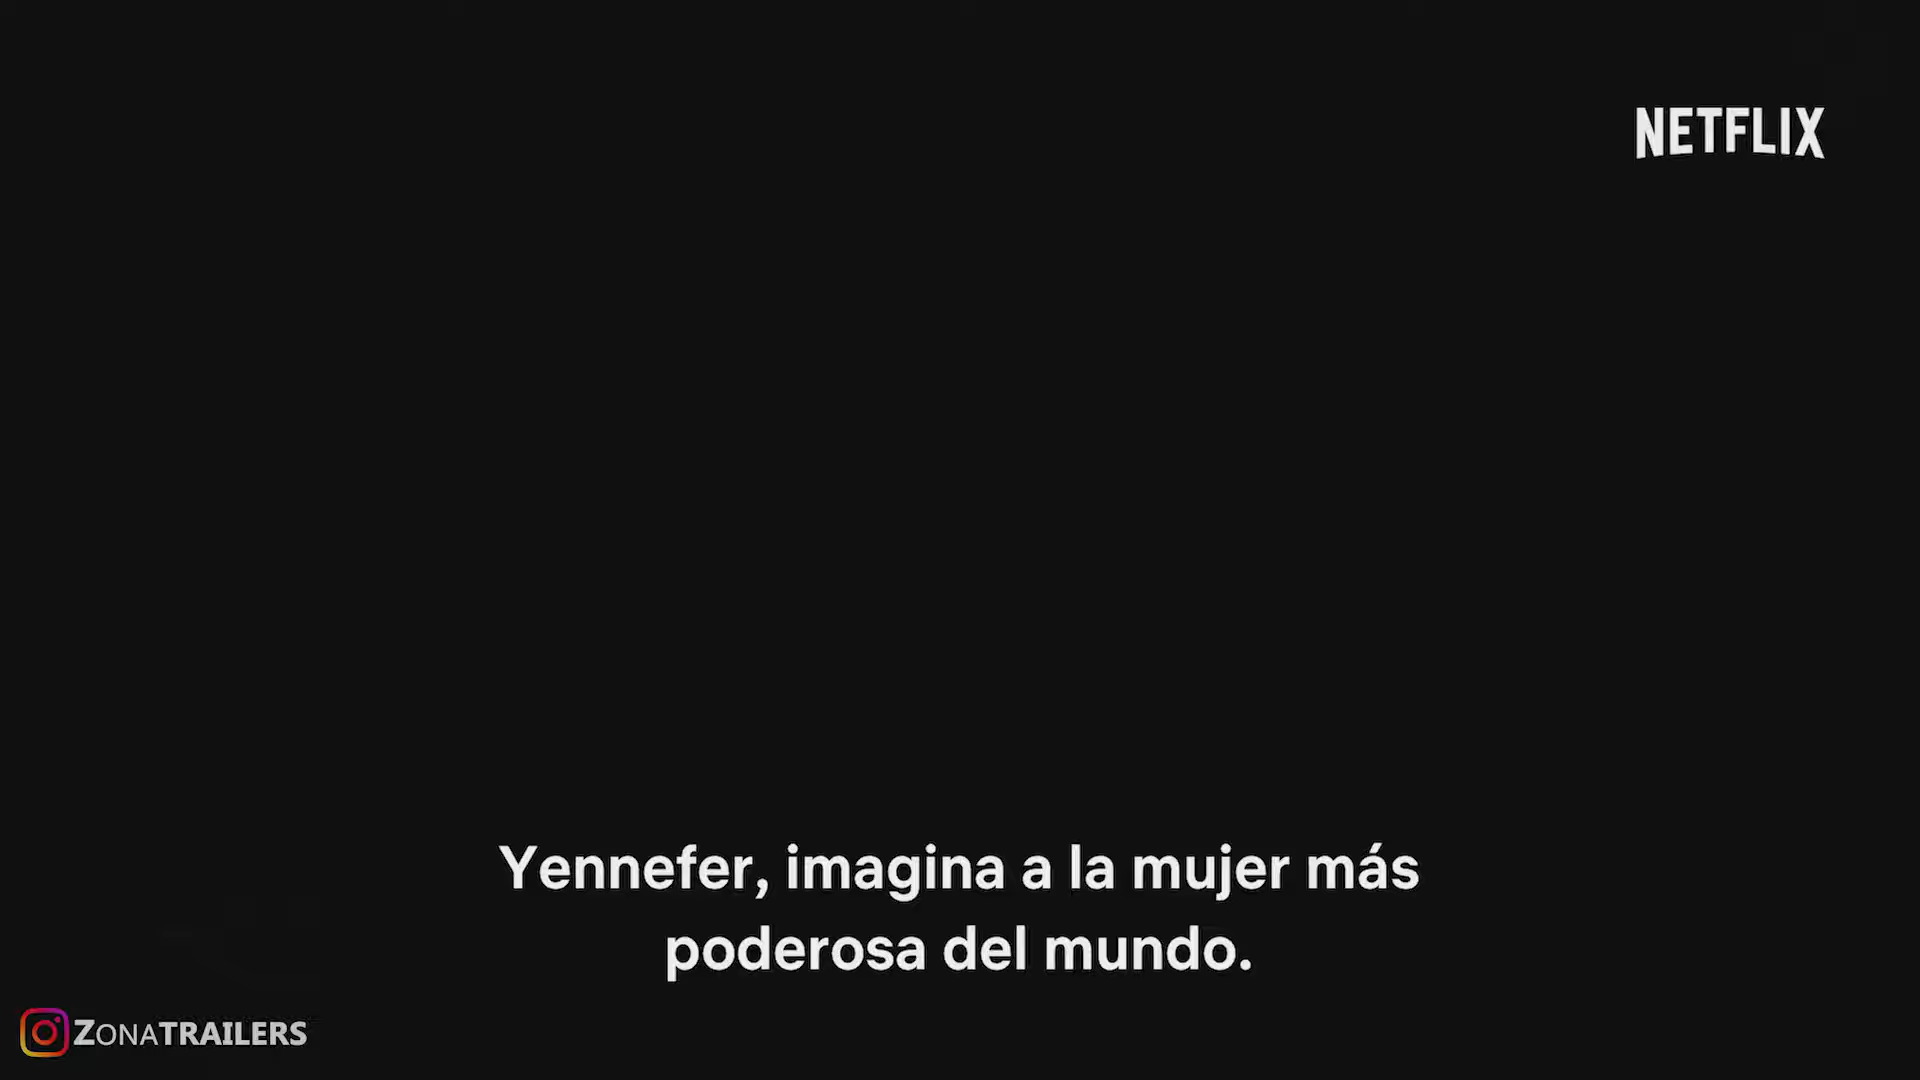 NETFLIX
Yennefer, imagina a la mujer más
poderosa del mundo.
ZONATRAILERS